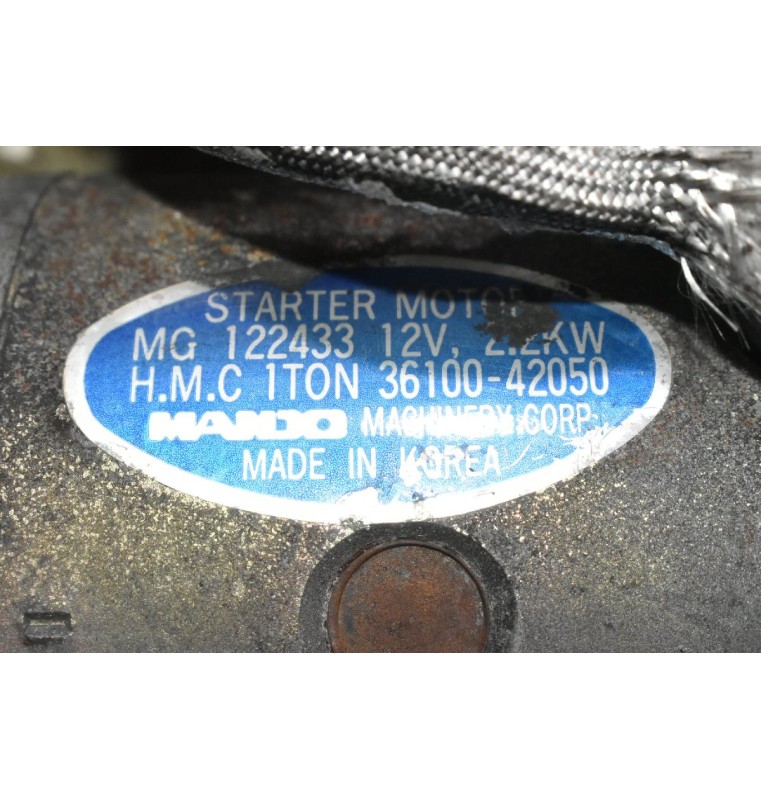 STARTER MOTOR
MG 122433 12V, 2.2KW
H.M.C 1TON 36100-42050
MANDO MACHINERY CORP.
MADE IN KOREA